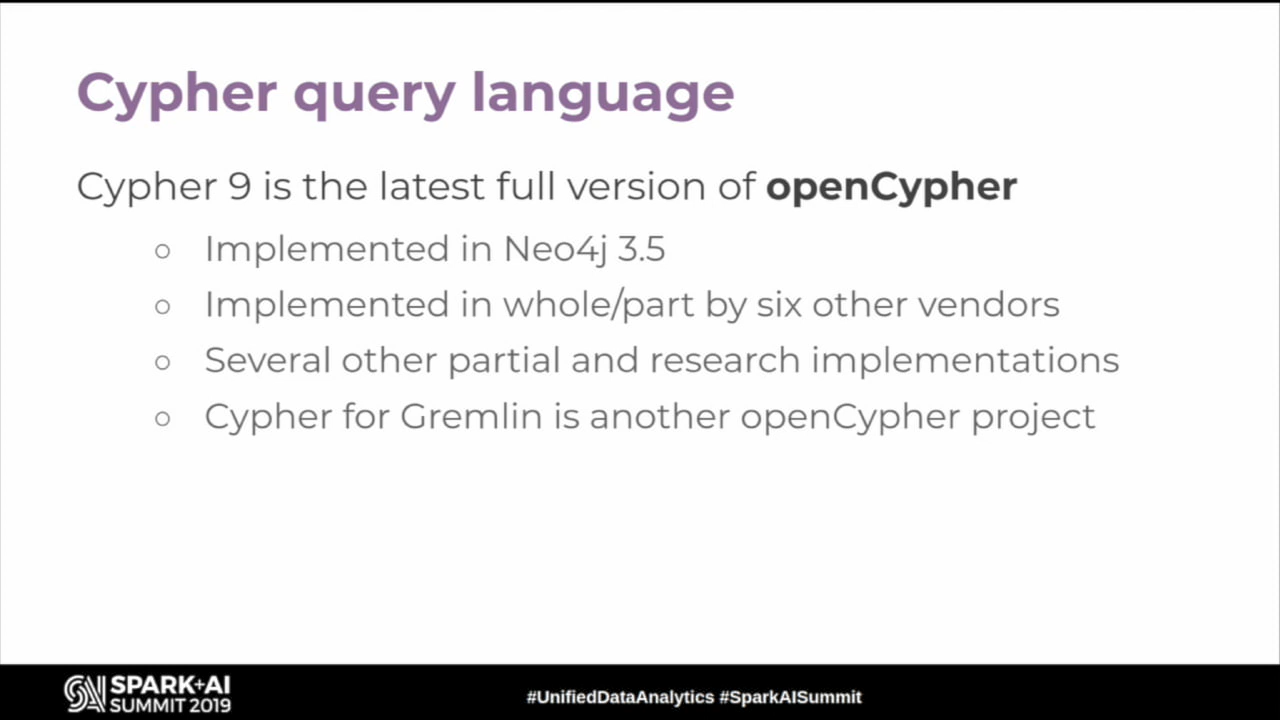 Cypher query language
Cypher 9 is the latest full version of openCypher
○ Implemented in Neo4j 3.5
○ Implemented in whole/part by six other vendors
○ Several other partial and research implementations
○ Cypher for Gremlin is another openCypher project
SPARK+AI
SUMMIT 2019
#UnifiedDataAnalytics #SparkAISummit